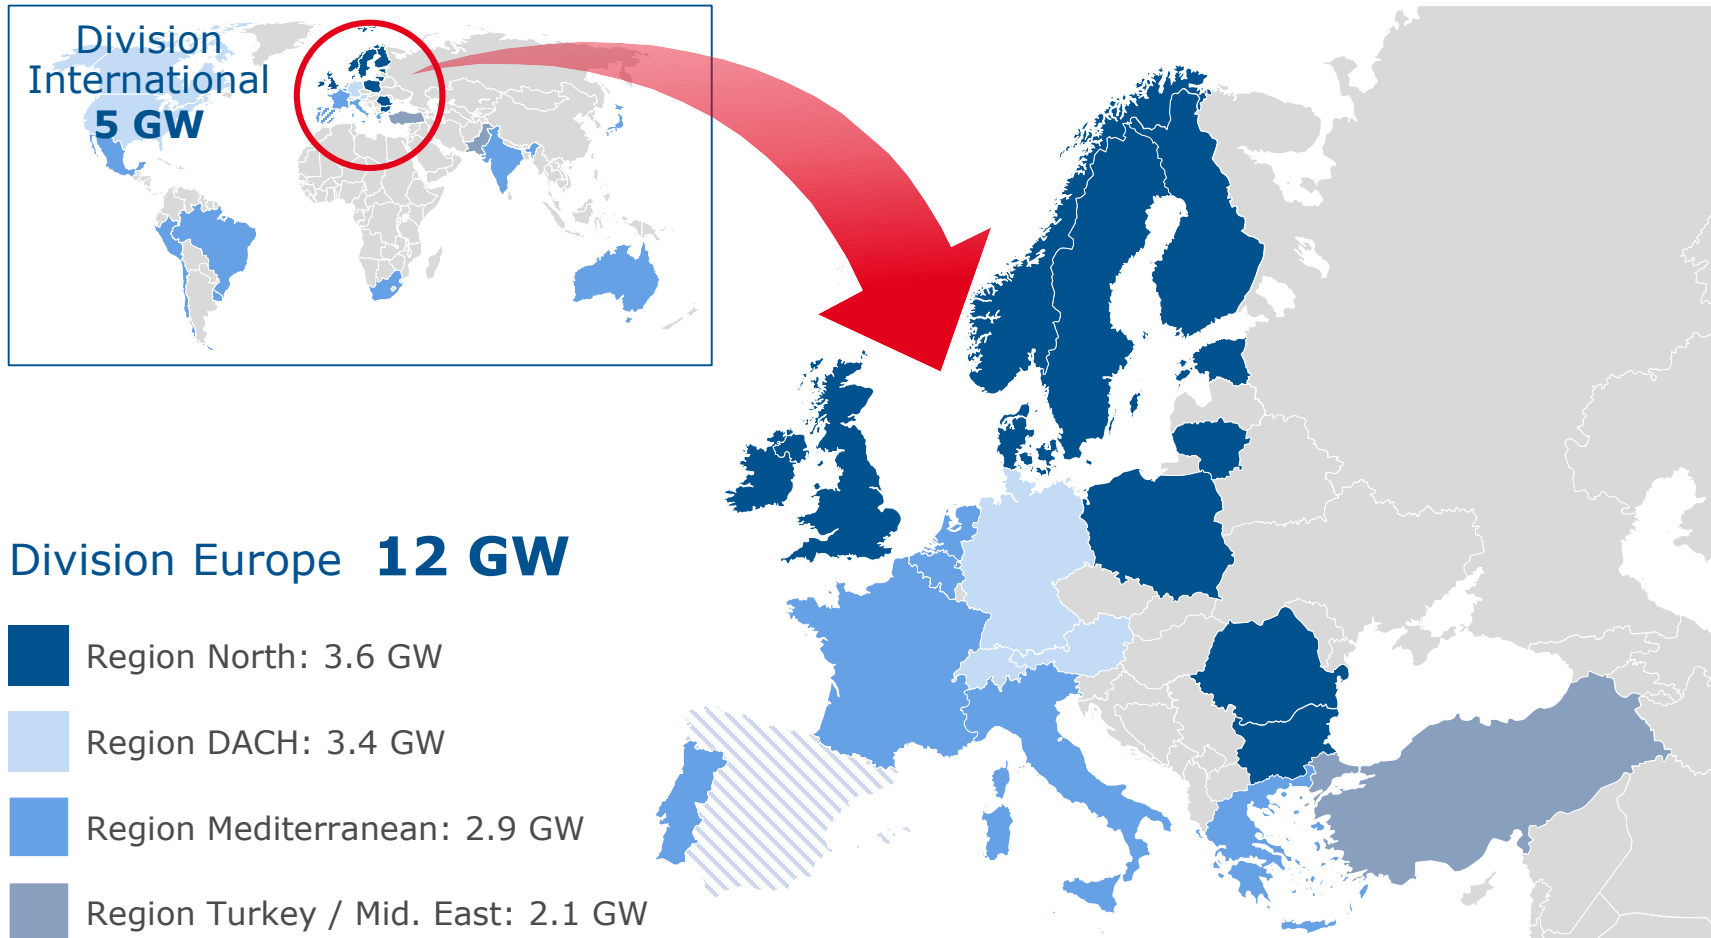 Division
International
5 GW
Division Europe 12 GW
Region North: 3.6 GW
Region DACH: 3.4 GW
Region Mediterranean: 2.9 GW
Region Turkey / Mid. East: 2.1 GW